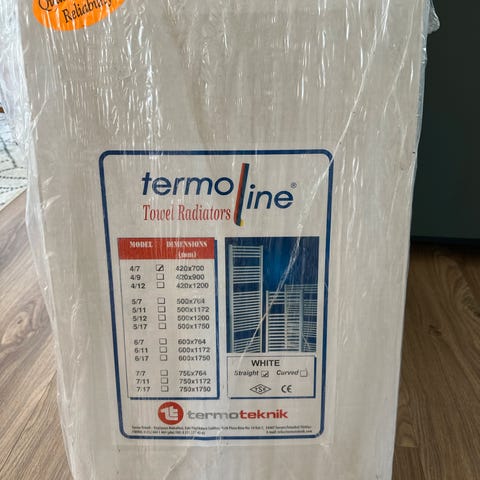 Reliability
termoline®
Towel Radiators
MODEL DIMENSIONS
(mm)
4/7 ☑ 420x700
4/9 ☐ 420x900
4/12 ☐ 420x1200
5/7 ☐ 500x764
5/11 ☐ 500x1172
5/12 ☐ 500x1200
5/17 ☐ 500x1750
6/7 ☐ 600x764
6/11 ☐ 600x1172
6/17 ☐ 600x1750
7/7 ☐ 750x764
7/11 ☐ 750x1172
7/17 ☐ 750x1750
WHITE
Straight ☑ Curved ☐
TSE CE
termoteknik